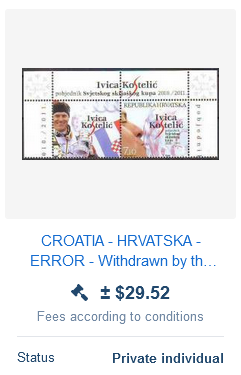 Ivica Kostelić
pobjednik Svjetskog skijaškog kupa 2010./2011.
REPUBLIKA HRVATSKA
Ivica
Kostelić
Ivica
Kostelić
CROATIA - HRVATSKA -
ERROR - Withdrawn by th...
± $29.52
Fees according to conditions
Status Private individual